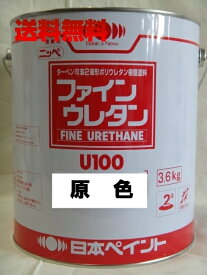 送料無料
Basic & New
ニッペ
ターペン可溶2液形ポリウレタン樹脂塗料
ファイン
ウレタン
FINE URETHANE
U100
原 色
3.6kg
日本ペイント